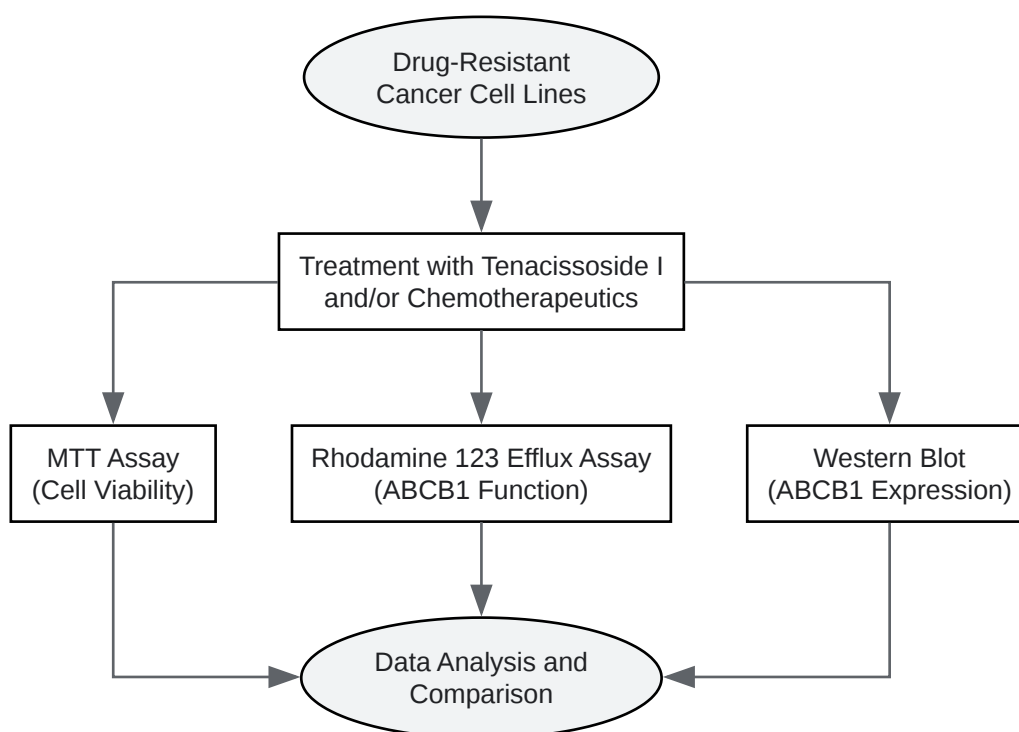 Drug-Resistant
Cancer Cell Lines
Treatment with Tenacissoside I
and/or Chemotherapeutics
MTT Assay
(Cell Viability)
Rhodamine 123 Efflux Assay
(ABCB1 Function)
Western Blot
(ABCB1 Expression)
Data Analysis and
Comparison